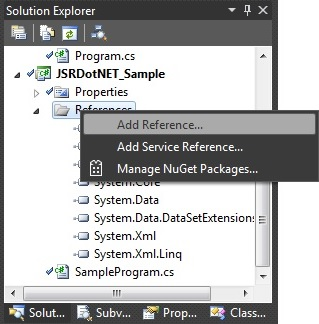 Solution Explorer
Program.cs
JSRDotNET_Sample
Properties
References
Add Reference...
Add Service Reference...
Manage NuGet Packages...
System.Core
System.Data
System.Data.DataSetExtensions
System.Xml
System.Xml.Linq
SampleProgram.cs
Solut...
Subv...
Prop...
Class...